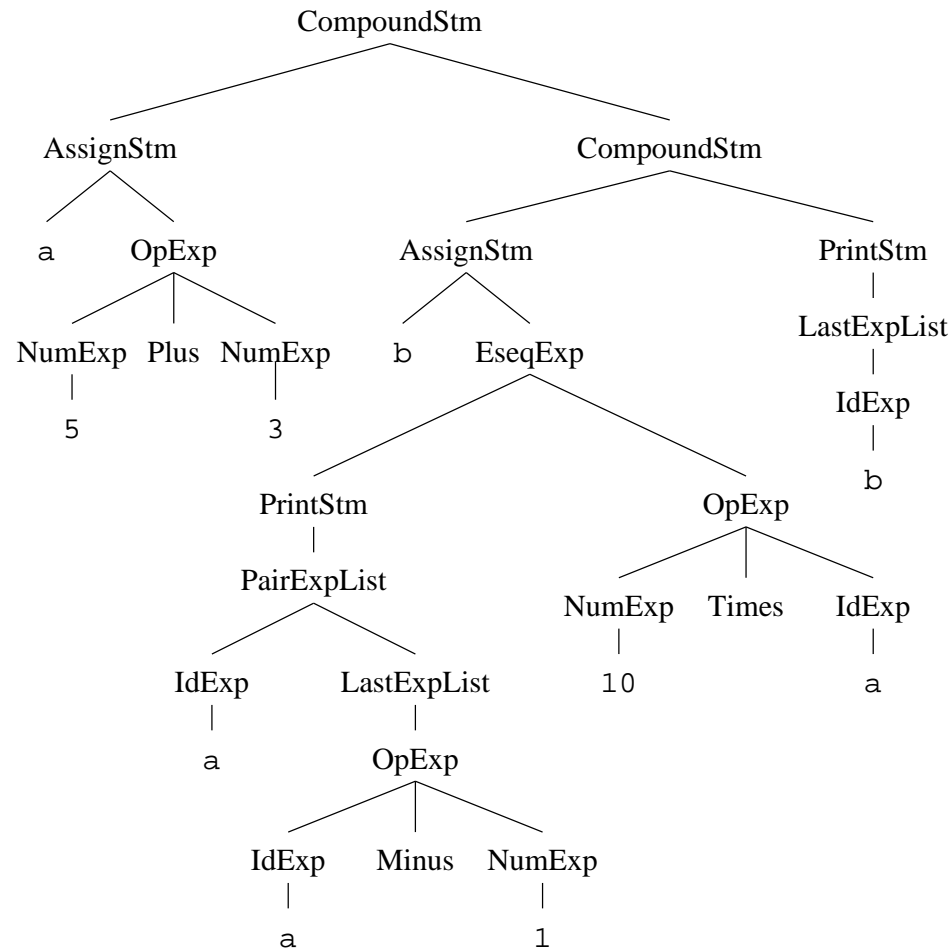 CompoundStm
AssignStm CompoundStm
a OpExp AssignStm PrintStm
NumExp Plus NumExp b EseqExp LastExpList
5 3 IdExp
PrintStm OpExp b
PairExpList NumExp Times IdExp
IdExp LastExpList 10 a
a OpExp
IdExp Minus NumExp
a 1